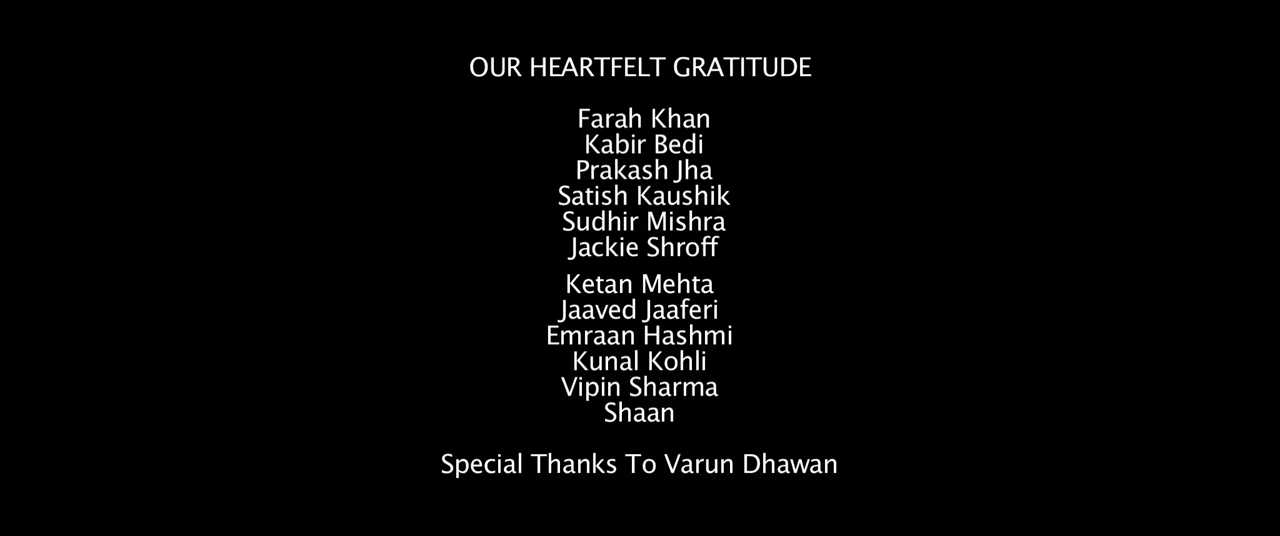 OUR HEARTFELT GRATITUDE
Farah Khan
Kabir Bedi
Prakash Jha
Satish Kaushik
Sudhir Mishra
Jackie Shroff
Ketan Mehta
Jaaved Jaaferi
Emraan Hashmi
Kunal Kohli
Vipin Sharma
Shaan
Special Thanks To Varun Dhawan